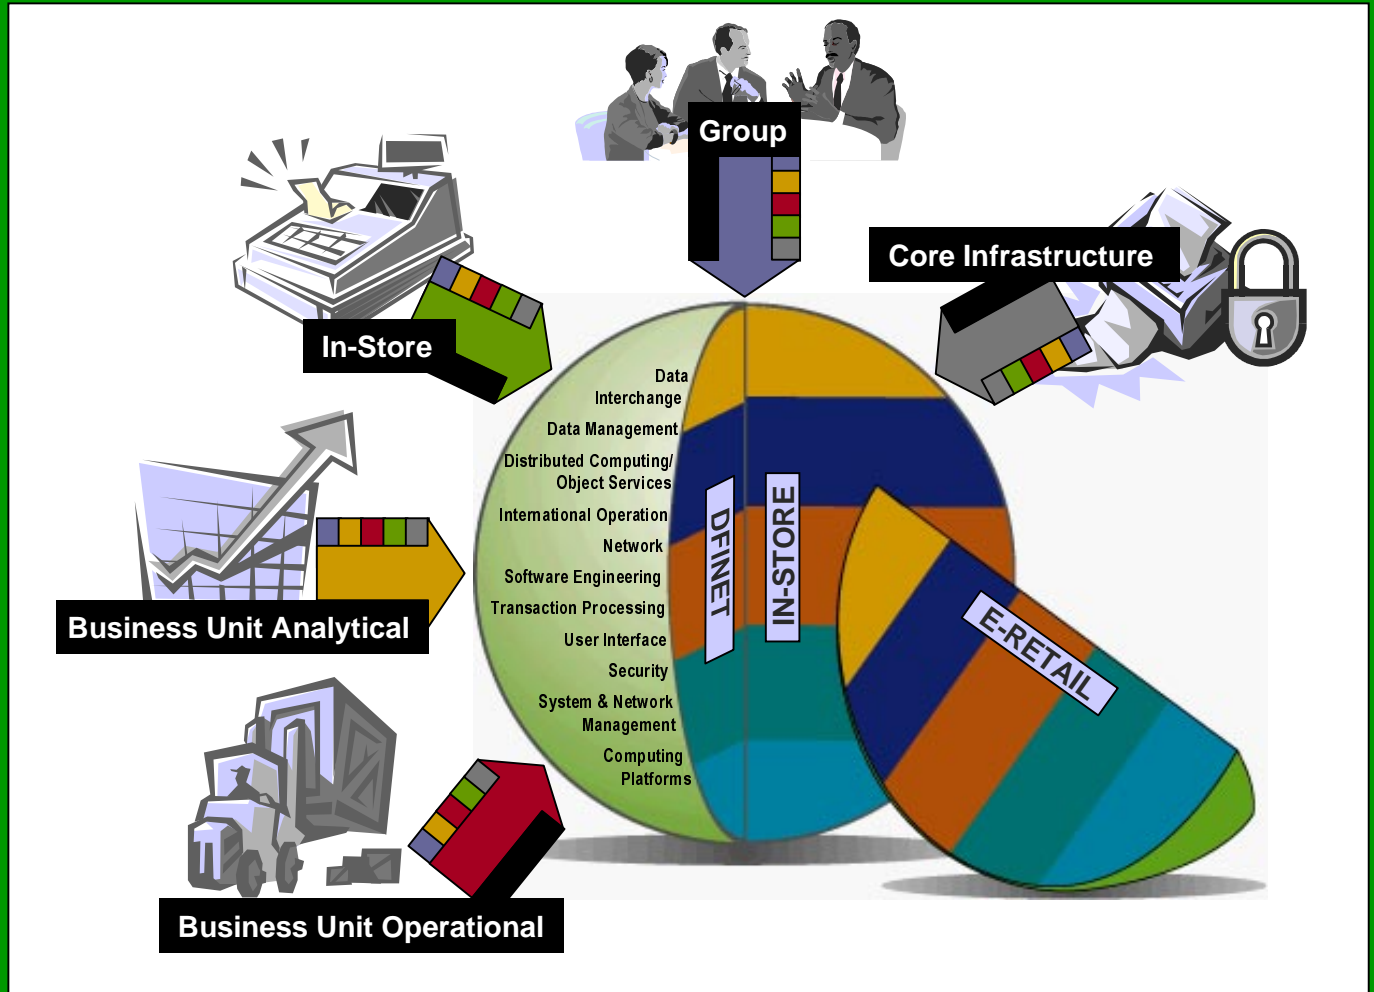 Group
Core Infrastructure
In-Store
Data
Interchange
Data Management
Distributed Computing/
Object Services
International Operation
Network
Software Engineering
Transaction Processing
User Interface
Security
System & Network
Management
Computing
Platforms
DFINET
IN-STORE
E-RETAIL
Business Unit Analytical
Business Unit Operational